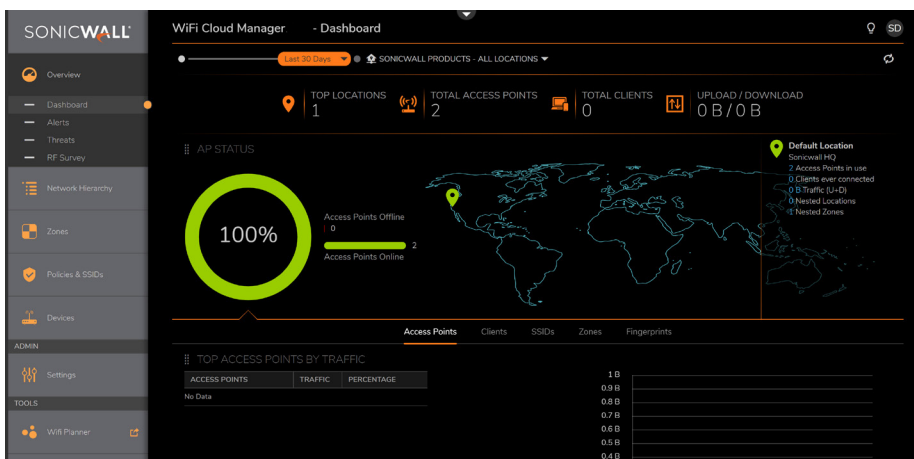 SONICWALL
WiFi Cloud Manager - Dashboard
SD
Last 30 Days
SONICWALL PRODUCTS - ALL LOCATIONS
Overview
Dashboard
Alerts
Threats
RF Survey
Network Hierarchy
Zones
Policies & SSIDs
Devices
ADMIN
Settings
TOOLS
Wifi Planner
TOP LOCATIONS
1
TOTAL ACCESS POINTS
2
TOTAL CLIENTS
0
UPLOAD / DOWNLOAD
0 B / 0 B
AP STATUS
100%
Access Points Offline
0
2
Access Points Online
Default Location
Sonicwall HQ
2 Access Points in use
0 Clients ever connected
0 B Traffic (U+D)
0 Nested Locations
1 Nested Zones
Access Points Clients SSIDs Zones Fingerprints
TOP ACCESS POINTS BY TRAFFIC
ACCESS POINTS TRAFFIC PERCENTAGE
No Data
1 B
0.9 B
0.8 B
0.7 B
0.6 B
0.5 B
0.4 B